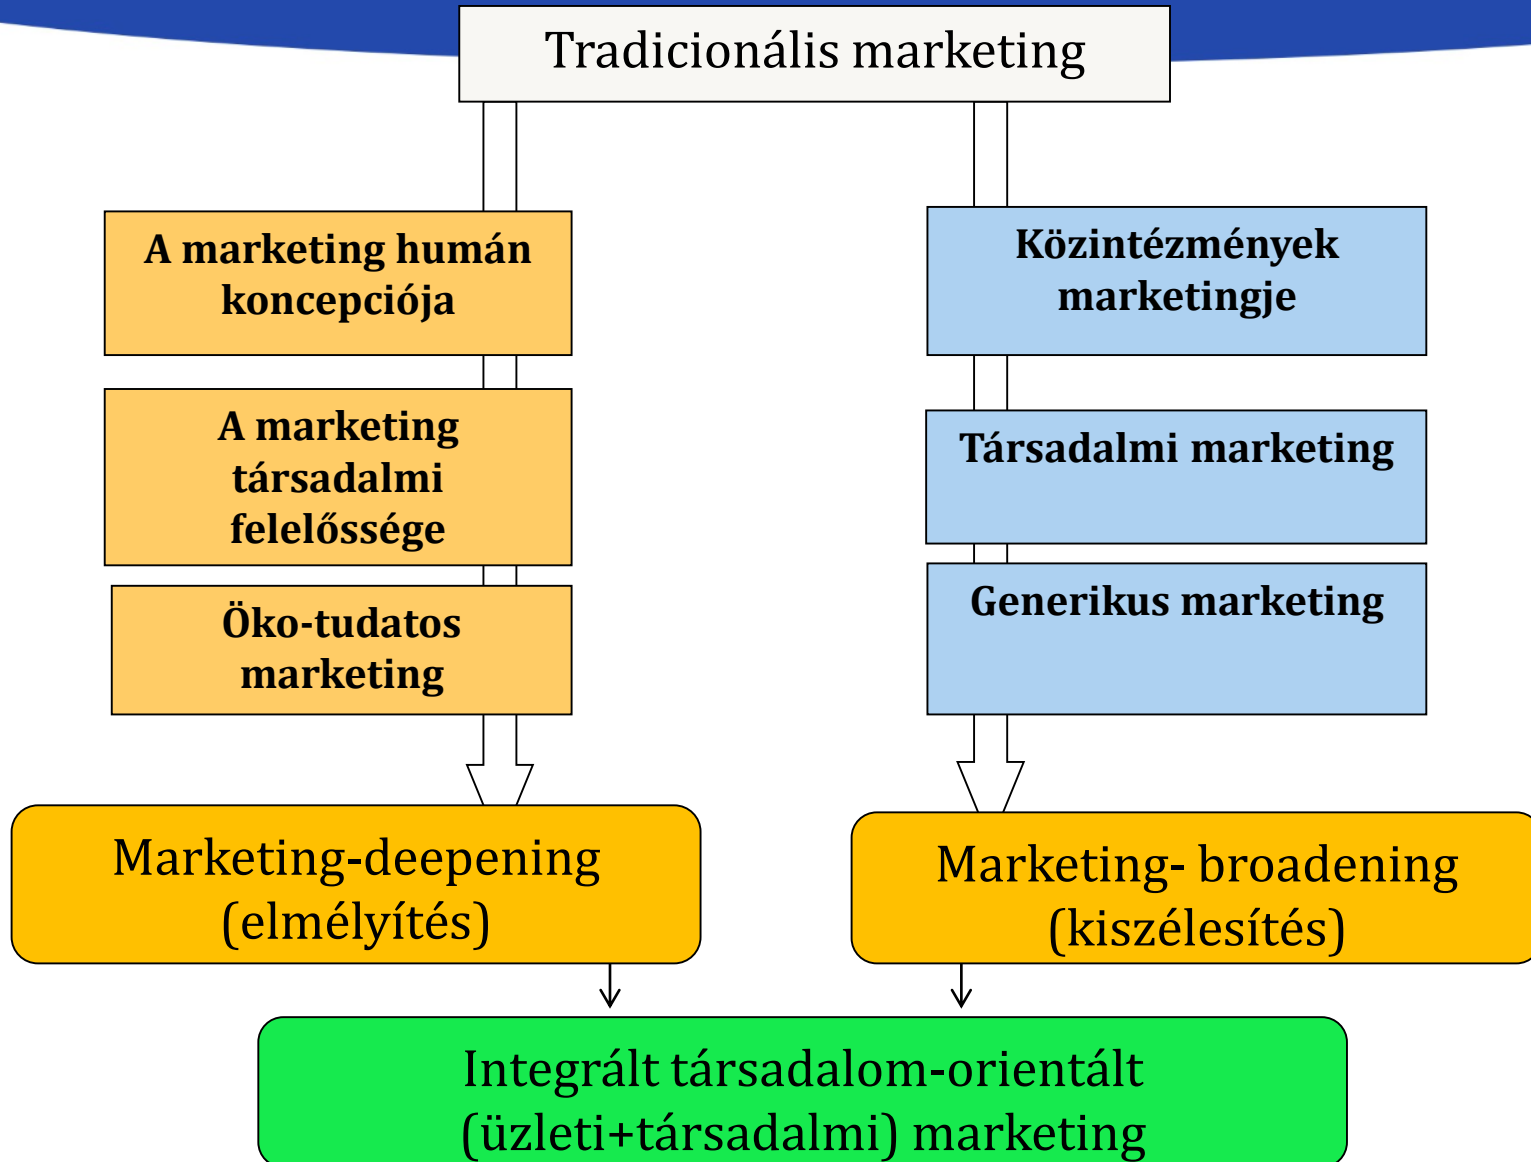 Tradicionális marketing
A marketing humán
koncepciója
A marketing
társadalmi
felelőssége
Öko-tudatos
marketing
Marketing-deepening
(elmélyítés)
Közintézmények
marketingje
Társadalmi marketing
Generikus marketing
Marketing- broadening
(kiszélesítés)
Integrált társadalom-orientált
(üzleti+társadalmi) marketing